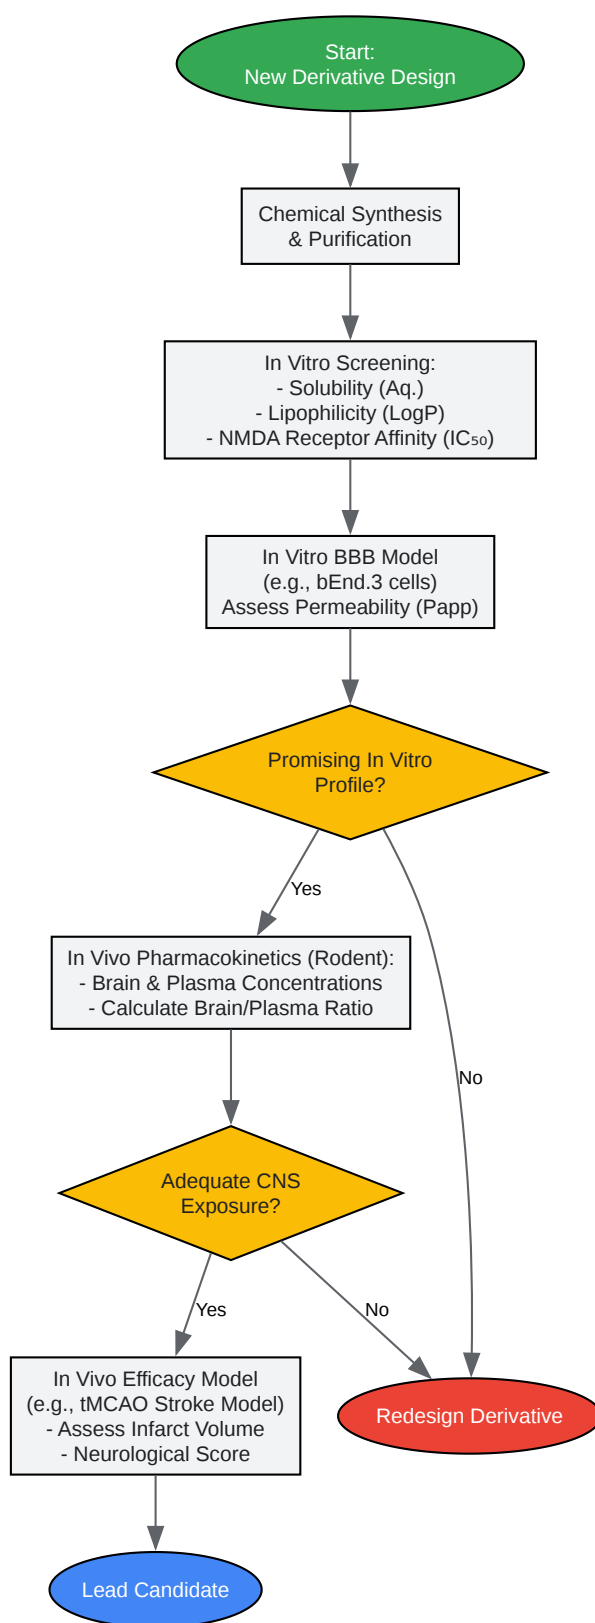 Start:
New Derivative Design
Chemical Synthesis
& Purification
In Vitro Screening:
- Solubility (Aq.)
- Lipophilicity (LogP)
- NMDA Receptor Affinity (IC₅₀)
In Vitro BBB Model
(e.g., bEnd.3 cells)
Assess Permeability (Papp)
Promising In Vitro
Profile?
Yes
In Vivo Pharmacokinetics (Rodent):
- Brain & Plasma Concentrations
- Calculate Brain/Plasma Ratio
No
Adequate CNS
Exposure?
Yes
No
In Vivo Efficacy Model
(e.g., tMCAO Stroke Model)
- Assess Infarct Volume
- Neurological Score
Redesign Derivative
Lead Candidate